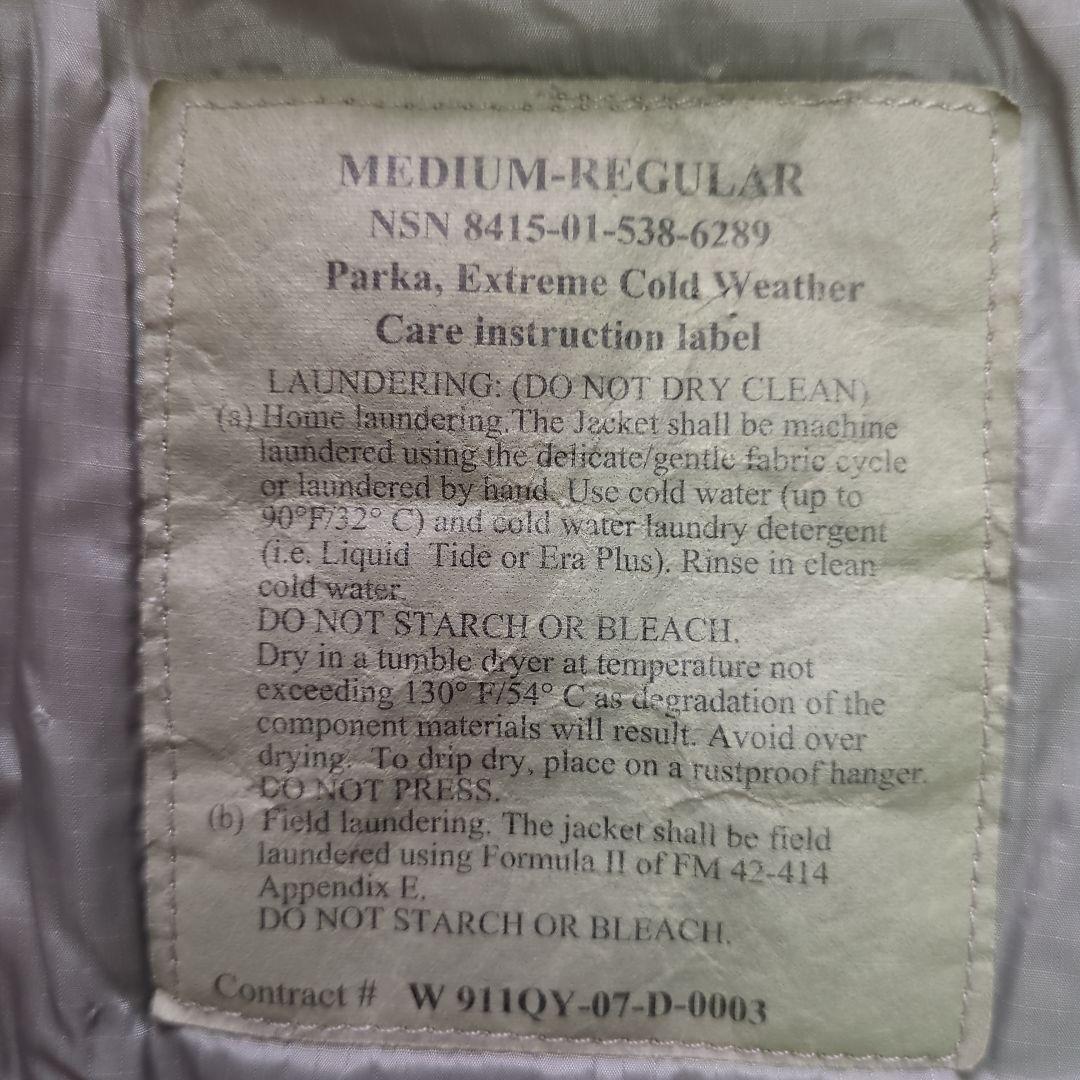 MEDIUM-REGULAR
NSN 8415-01-538-6289
Parka, Extreme Cold Weather
Care instruction label
LAUNDERING: (DO NOT DRY CLEAN)
(a) Home laundering.The Jacket shall be machine
laundered using the delicate/gentle fabric cycle
or laundered by hand. Use cold water (up to
90°F/32° C) and cold water laundry detergent
(i.e. Liquid Tide or Era Plus). Rinse in clean
cold water.
DO NOT STARCH OR BLEACH.
Dry in a tumble dryer at temperature not
exceeding 130° F/54° C as degradation of the
component materials will result. Avoid over
drying. To drip dry, place on a rustproof hanger.
DO NOT PRESS.
(b) Field laundering. The jacket shall be field
laundered using Formula II of FM 42-414
Appendix E.
DO NOT STARCH OR BLEACH.
Contract # W 911QY-07-D-0003